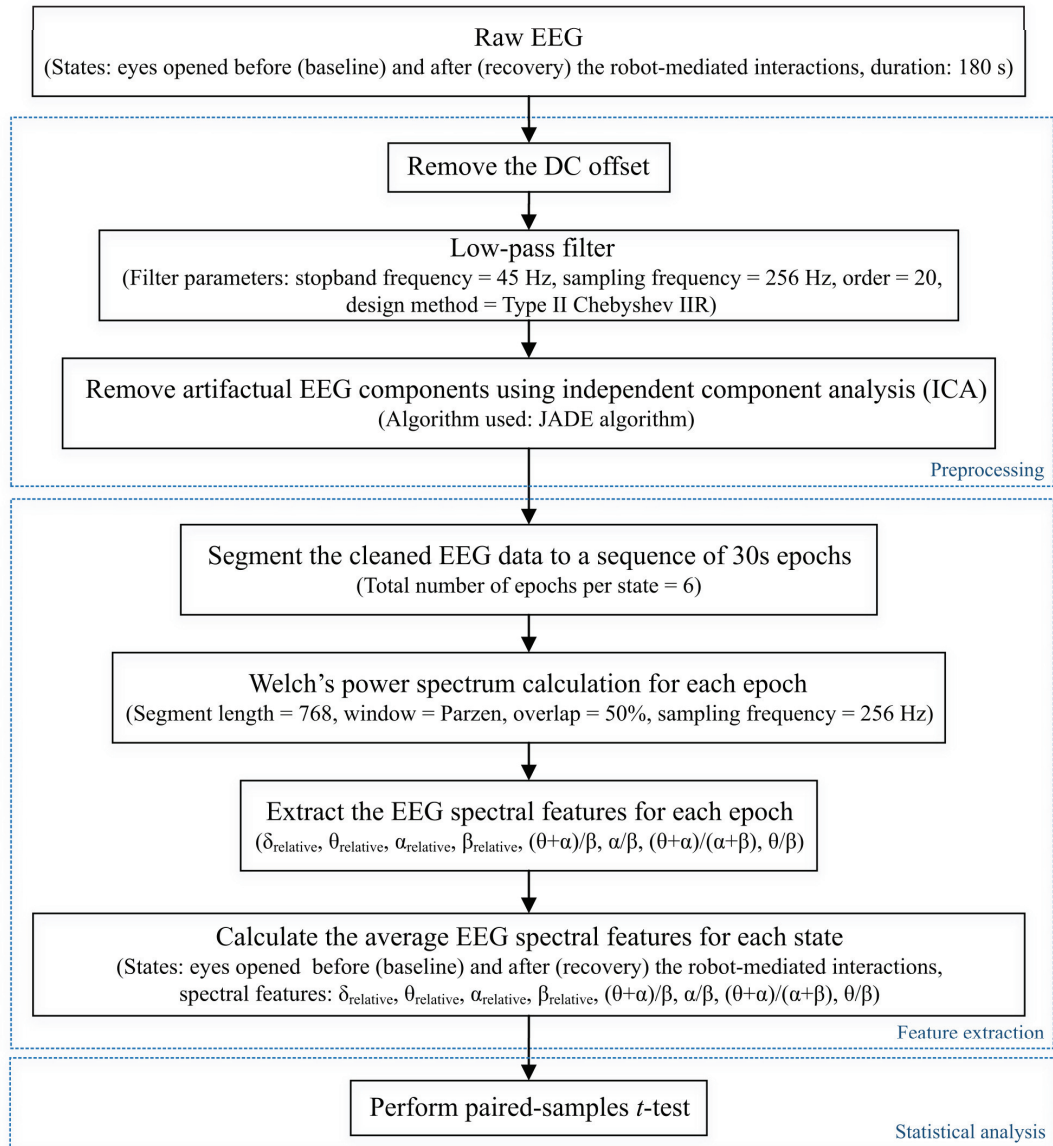 Raw EEG
(States: eyes opened before (baseline) and after (recovery) the robot-mediated interactions, duration: 180 s)
Remove the DC offset
Low-pass filter
(Filter parameters: stopband frequency = 45 Hz, sampling frequency = 256 Hz, order = 20,
design method = Type II Chebyshev IIR)
Remove artifactual EEG components using independent component analysis (ICA)
(Algorithm used: JADE algorithm)
Preprocessing
Segment the cleaned EEG data to a sequence of 30s epochs
(Total number of epochs per state = 6)
Welch’s power spectrum calculation for each epoch
(Segment length = 768, window = Parzen, overlap = 50%, sampling frequency = 256 Hz)
Extract the EEG spectral features for each epoch
(δrelative, θrelative, αrelative, βrelative, (θ+α)/β, α/β, (θ+α)/(α+β), θ/β)
Calculate the average EEG spectral features for each state
(States: eyes opened before (baseline) and after (recovery) the robot-mediated interactions,
spectral features: δrelative, θrelative, αrelative, βrelative, (θ+α)/β, α/β, (θ+α)/(α+β), θ/β)
Feature extraction
Perform paired-samples t-test
Statistical analysis